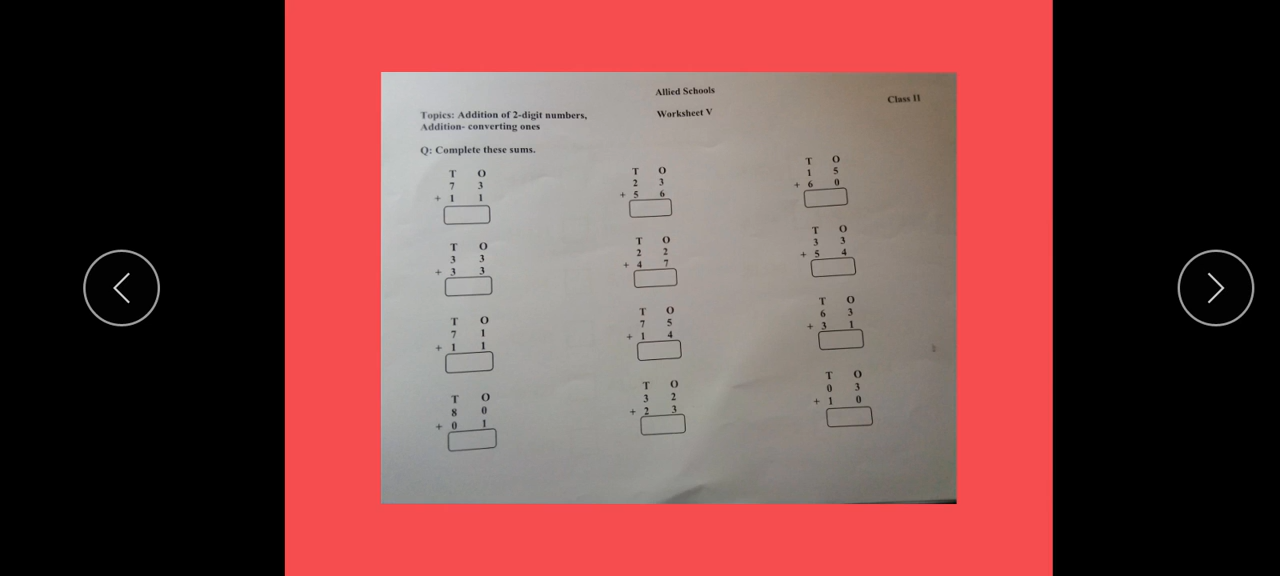 Allied Schools
Class II
Topics: Addition of 2-digit numbers,
Worksheet V
Addition- converting ones
Q: Complete these sums.
T O
7 3
+ 1 1
T O
2 3
+ 5 6
T O
1 5
+ 6 0
T O
3 3
+ 3 3
T O
2 2
+ 4 7
T O
3 3
+ 5 4
T O
7 1
+ 1 1
T O
7 5
+ 1 4
T O
6 3
+ 3 1
T O
8 0
+ 0 1
T O
3 2
+ 2 3
T O
0 3
+ 1 0